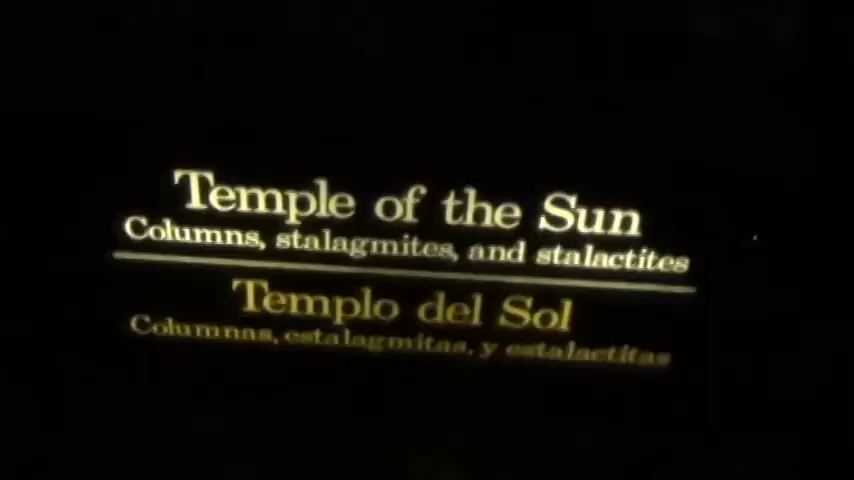 Temple of the Sun
Columns, stalagmites, and stalactites
Templo del Sol
Columnas, estalagmitas, y estalactitas